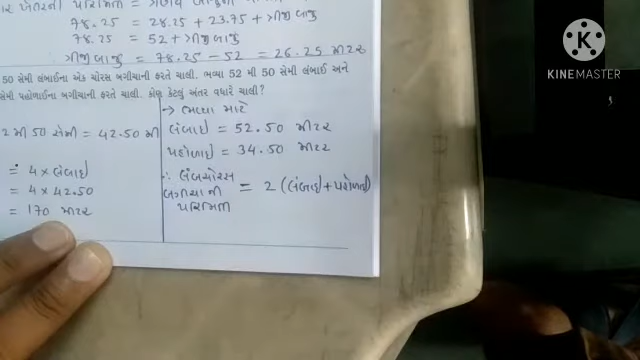 ખેતરની પરિમિતિ = ત્રણેય બાજુની
78.25 = 28.25 + 23.75 + ત્રીજી બાજુ
78.25 = 52 + ત્રીજી બાજુ
ત્રીજી બાજુ = 78.25 - 52 = 26.25 મીટર
50 સેમી લંબાઈના એક ચોરસ બગીચાની ફરતે ચાલી. ભવ્યા 52 મી 50 સેમી લંબાઈ અને
સેમી પહોળાઈના બગીચાની ફરતે ચાલી. કોણ કેટલું અંતર વધારે ચાલી?
2 મી 50 સેમી = 42.50 મી
= 4 × લંબાઈ
= 4 × 42.50
= 170 મીટર
→ ભવ્યા માટે
લંબાઈ = 52.50 મીટર
પહોળાઈ = 34.50 મીટર
∴ લંબચોરસ
બગીચા ની = 2 (લંબાઈ + પહોળાઈ)
પરિમિતિ
KINEMASTER